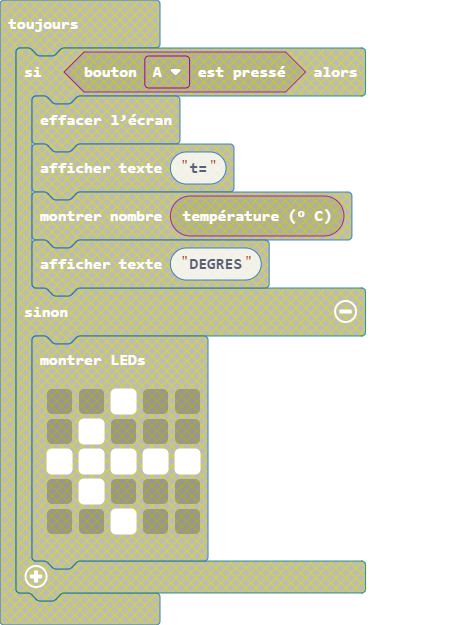 toujours
si bouton A est pressé alors
effacer l'écran
afficher texte "t="
montrer nombre température (º C)
afficher texte "DEGRES"
sinon
montrer LEDs